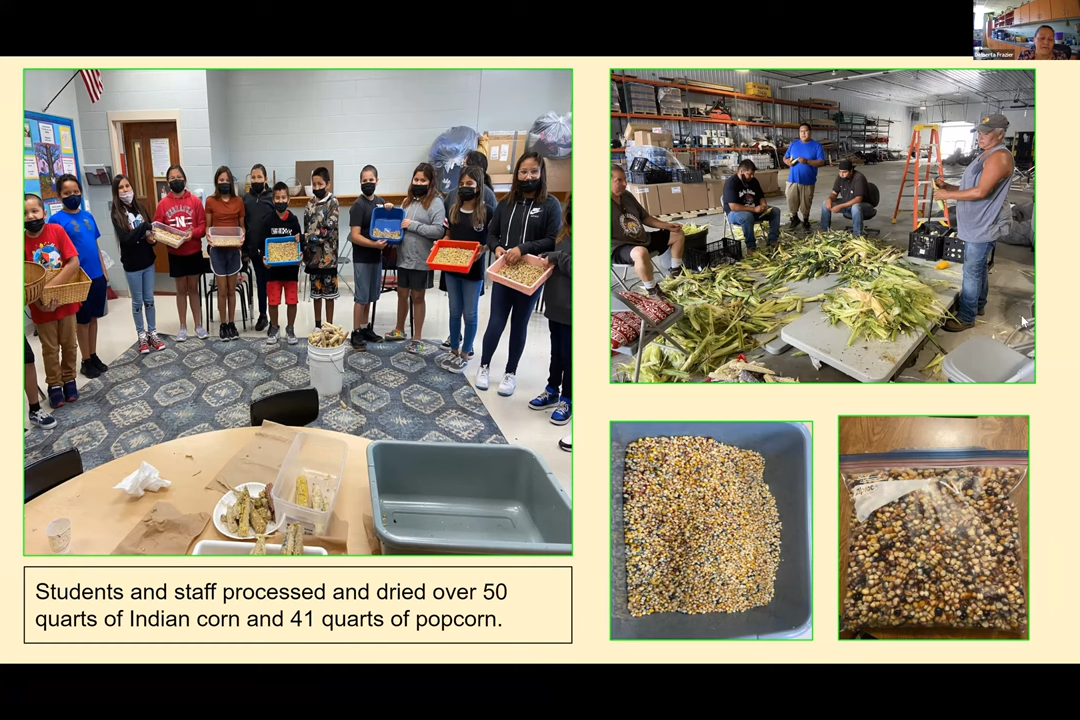 Students and staff processed and dried over 50
quarts of Indian corn and 41 quarts of popcorn.